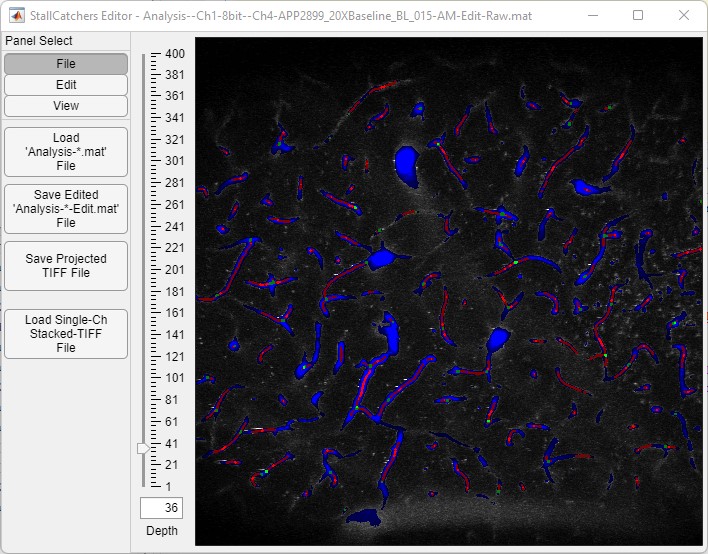 StallCatchers Editor - Analysis--Ch1-8bit--Ch4-APP2899_20XBaseline_BL_015-AM-Edit-Raw.mat
Panel Select
File
Edit
View
Load
'Analysis-*.mat'
File
Save Edited
'Analysis-*-Edit.mat'
File
Save Projected
TIFF File
Load Single-Ch
Stacked-TIFF
File
400
381
361
341
321
301
281
261
241
221
201
181
161
141
121
101
81
61
41
21
1
36
Depth